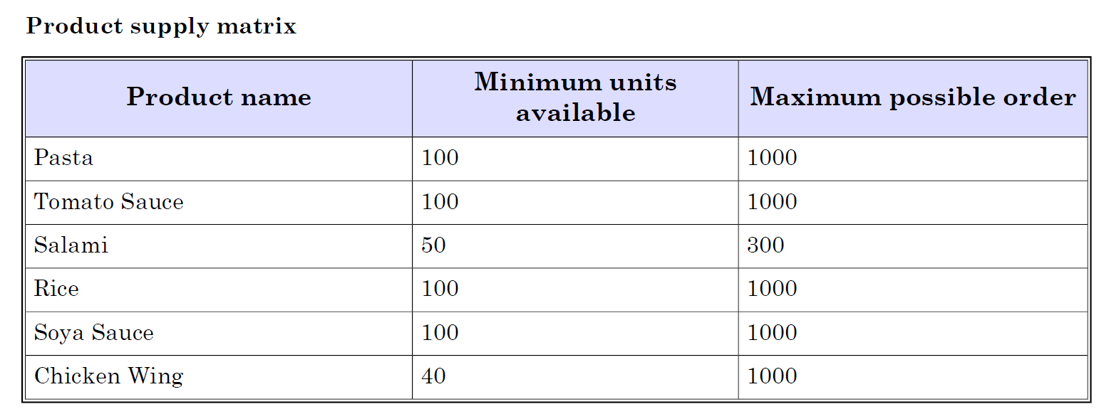 Product supply matrix
Product name Minimum units available Maximum possible order
Pasta 100 1000
Tomato Sauce 100 1000
Salami 50 300
Rice 100 1000
Soya Sauce 100 1000
Chicken Wing 40 1000